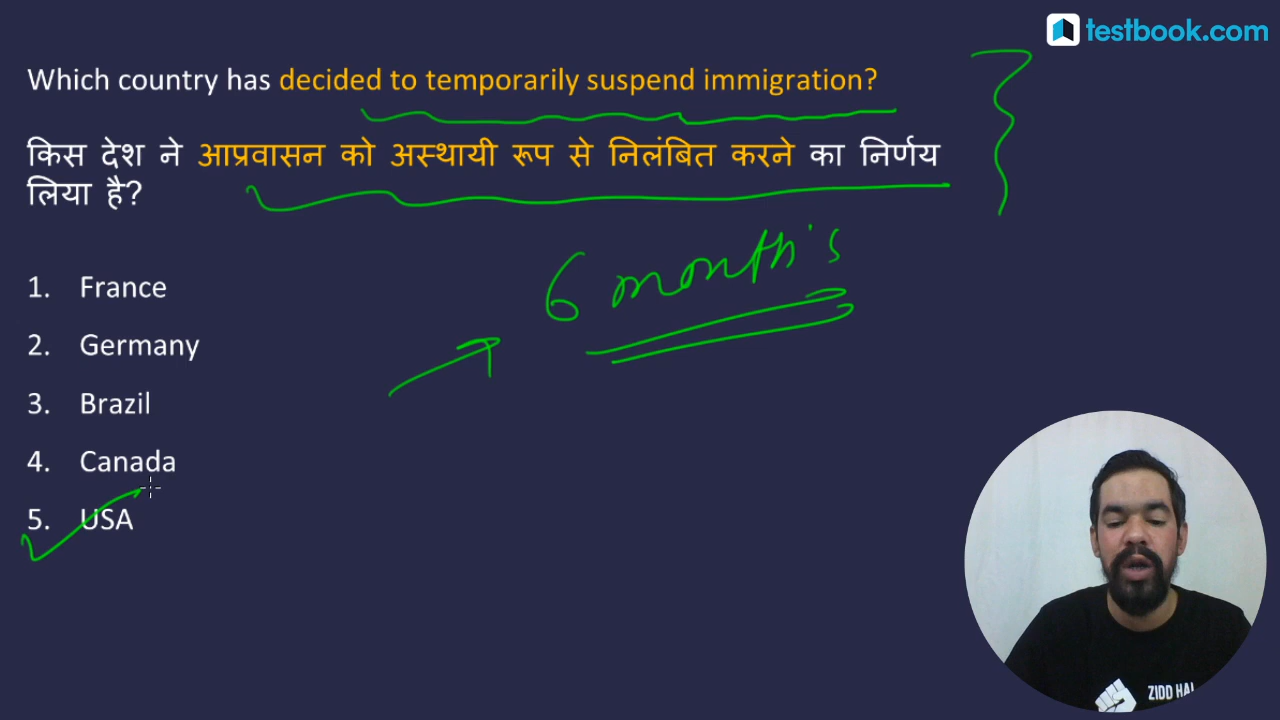 testbook.com
Which country has decided to temporarily suspend immigration?
किस देश ने आप्रवासन को अस्थायी रूप से निलंबित करने का निर्णय
लिया है?
6 month's
1. France
2. Germany
3. Brazil
4. Canada
5. USA
ZIDD HAI